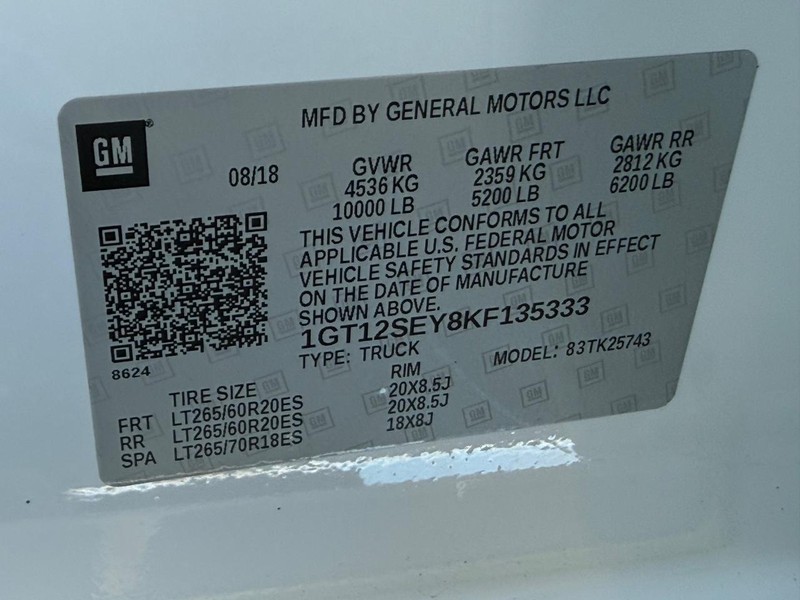 MFD BY GENERAL MOTORS LLC
GM®
08/18
GVWR GAWR FRT GAWR RR
4536 KG 2359 KG 2812 KG
10000 LB 5200 LB 6200 LB
THIS VEHICLE CONFORMS TO ALL
APPLICABLE U.S. FEDERAL MOTOR
VEHICLE SAFETY STANDARDS IN EFFECT
ON THE DATE OF MANUFACTURE
SHOWN ABOVE.
1GT12SEY8KF135333
TYPE: TRUCK MODEL: 83TK25743
8624
TIRE SIZE RIM
FRT LT265/60R20ES 20X8.5J
RR LT265/60R20ES 20X8.5J
SPA LT265/70R18ES 18X8J